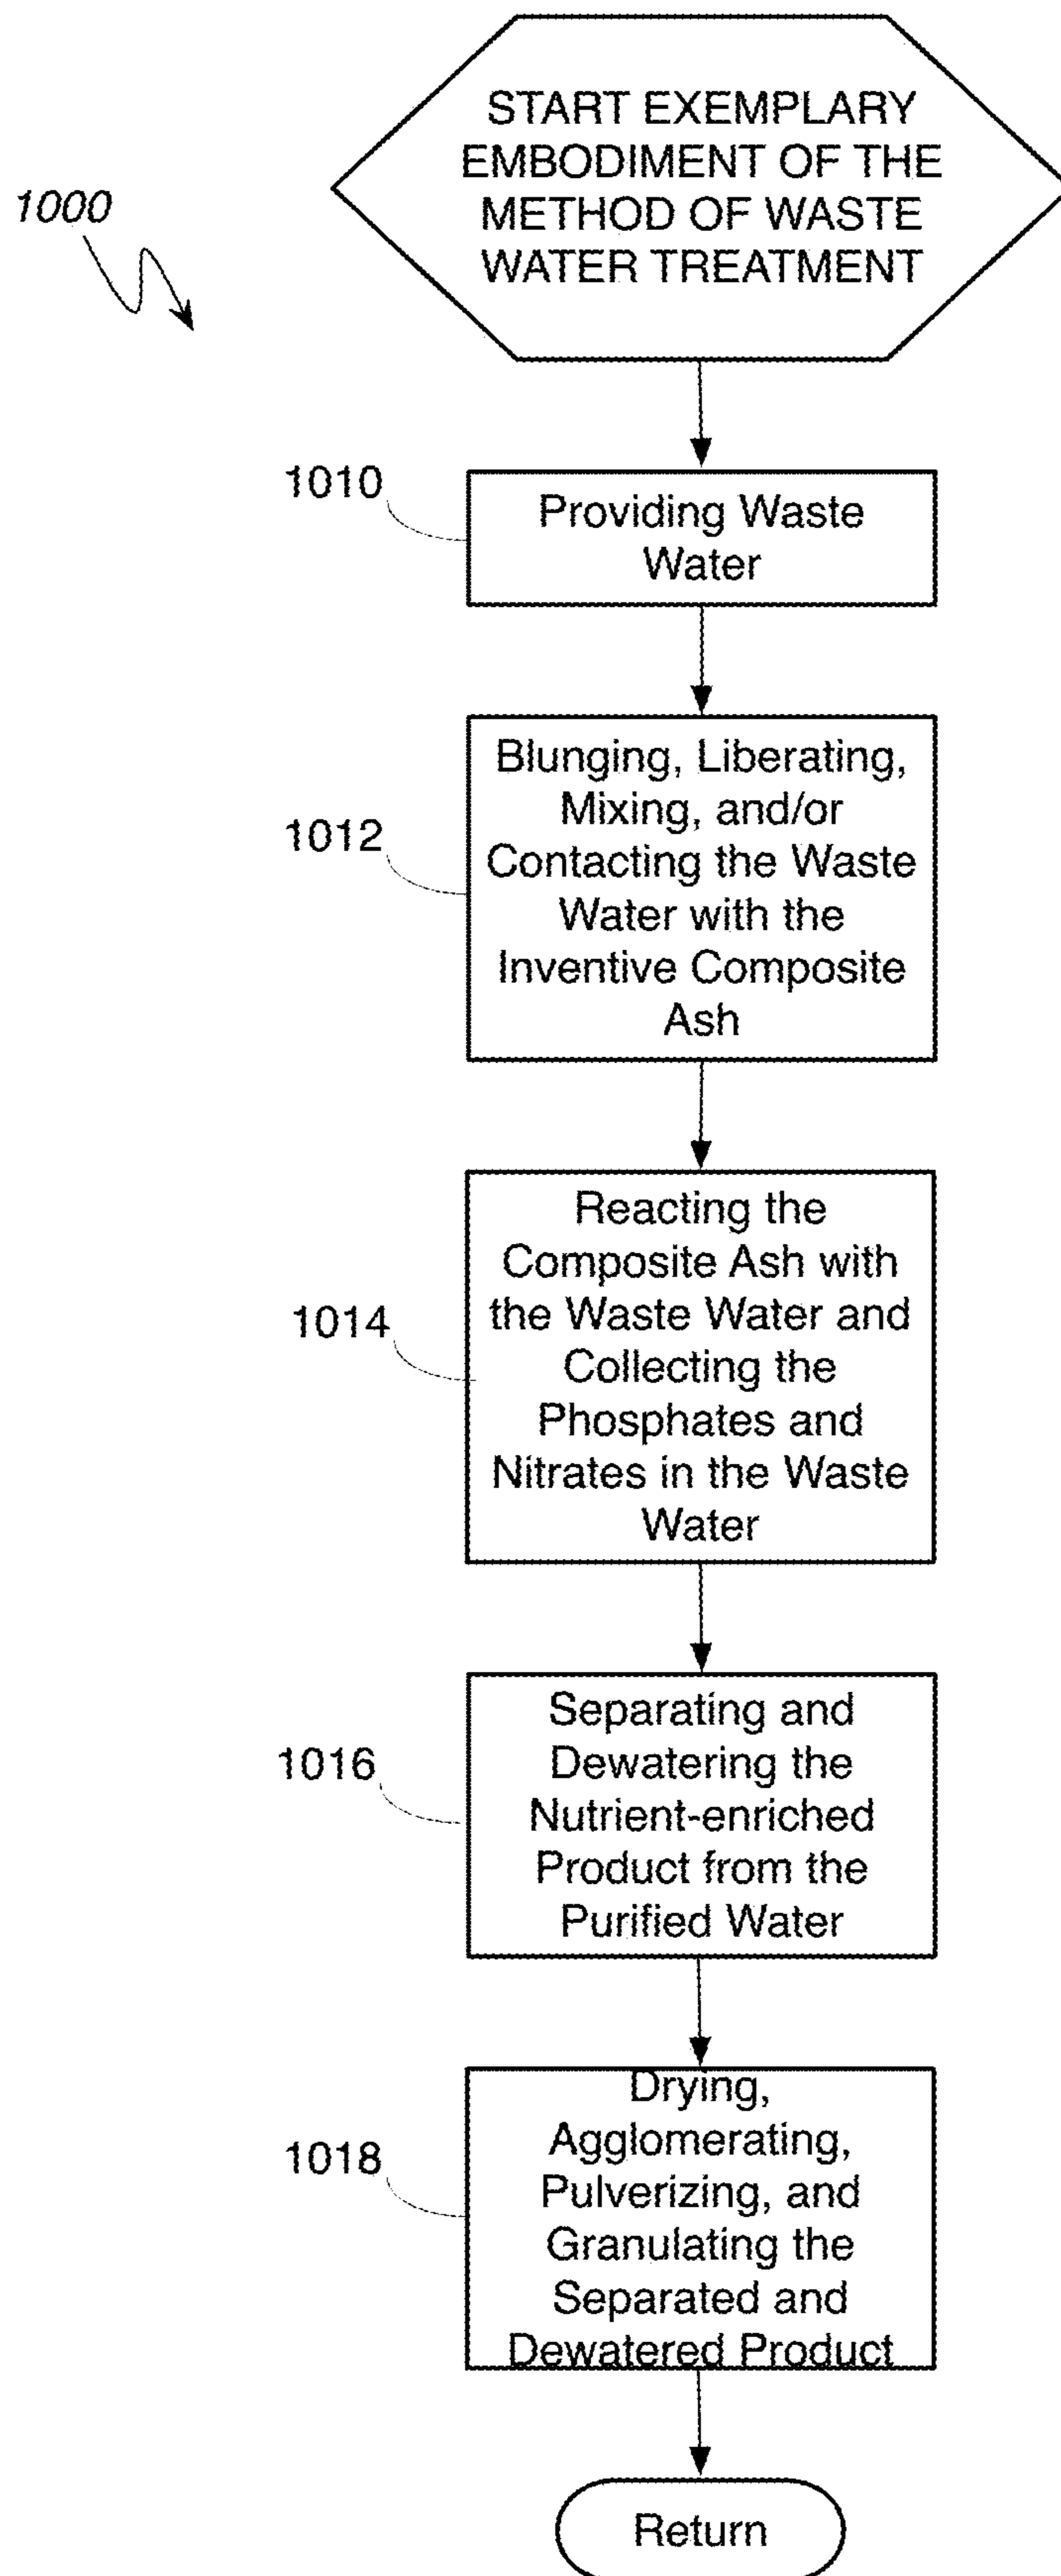 START EXEMPLARY
EMBODIMENT OF THE
METHOD OF WASTE
WATER TREATMENT
1000
1010
Providing Waste
Water
1012
Blunging, Liberating,
Mixing, and/or
Contacting the Waste
Water with the
Inventive Composite
Ash
1014
Reacting the
Composite Ash with
the Waste Water and
Collecting the
Phosphates and
Nitrates in the Waste
Water
1016
Separating and
Dewatering the
Nutrient-enriched
Product from the
Purified Water
1018
Drying,
Agglomerating,
Pulverizing, and
Granulating the
Separated and
Dewatered Product
Return